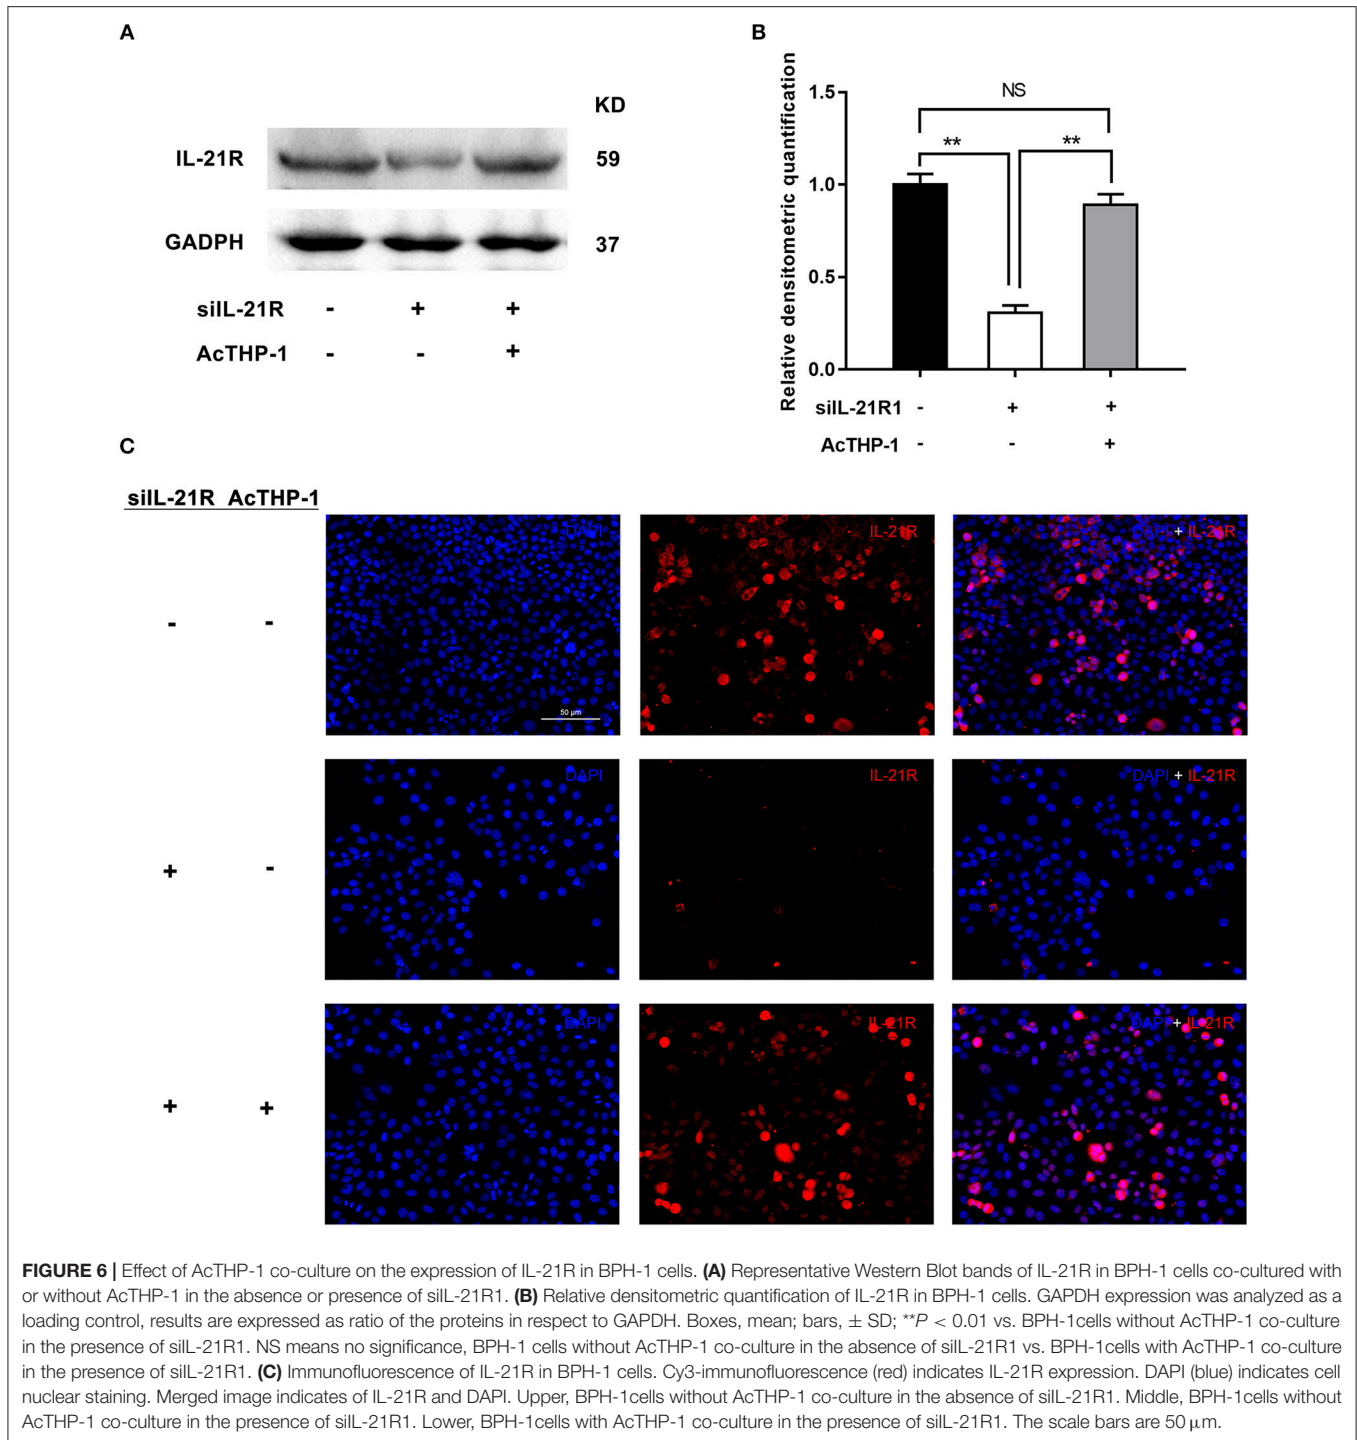 A
KD
IL-21R 59
GADPH 37
siIL-21R - + +
AcTHP-1 - - +
B
Relative densitometric quantification
1.5
1.0
0.5
0.0
NS
** **
siIL-21R1 - + +
AcTHP-1 - - +
C
siIL-21R AcTHP-1
- -
DAPI
IL-21R
DAPI + IL-21R
50 µm
+ -
DAPI
IL-21R
DAPI + IL-21R
+ +
DAPI
IL-21R
DAPI + IL-21R
FIGURE 6 | Effect of AcTHP-1 co-culture on the expression of IL-21R in BPH-1 cells. (A) Representative Western Blot bands of IL-21R in BPH-1 cells co-cultured with
or without AcTHP-1 in the absence or presence of siIL-21R1. (B) Relative densitometric quantification of IL-21R in BPH-1 cells. GAPDH expression was analyzed as a
loading control, results are expressed as ratio of the proteins in respect to GAPDH. Boxes, mean; bars, ± SD; **P < 0.01 vs. BPH-1cells without AcTHP-1 co-culture
in the presence of siIL-21R1. NS means no significance, BPH-1 cells without AcTHP-1 co-culture in the absence of siIL-21R1 vs. BPH-1cells with AcTHP-1 co-culture
in the presence of siIL-21R1. (C) Immunofluorescence of IL-21R in BPH-1 cells. Cy3-immunofluorescence (red) indicates IL-21R expression. DAPI (blue) indicates cell
nuclear staining. Merged image indicates of IL-21R and DAPI. Upper, BPH-1cells without AcTHP-1 co-culture in the absence of siIL-21R1. Middle, BPH-1cells without
AcTHP-1 co-culture in the presence of siIL-21R1. Lower, BPH-1cells with AcTHP-1 co-culture in the presence of siIL-21R1. The scale bars are 50 µm.